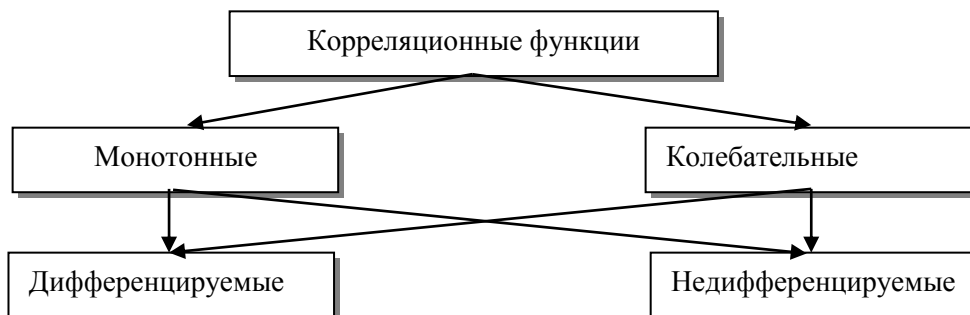 Корреляционные функции
Монотонные
Колебательные
Дифференцируемые
Недифференцируемые